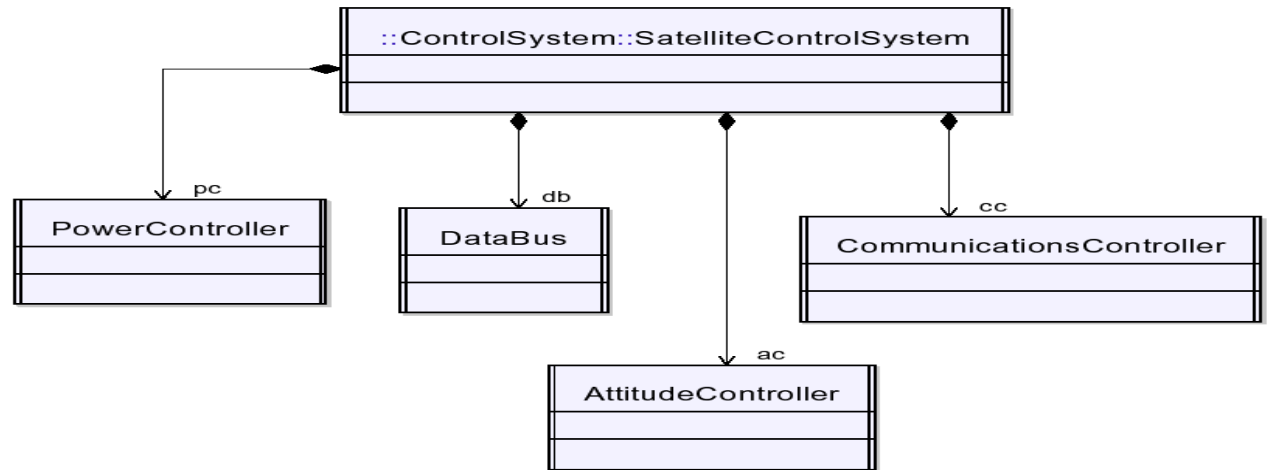 ::ControlSystem::SatelliteControlSystem
pc
PowerController
db
DataBus
cc
CommunicationsController
ac
AttitudeController